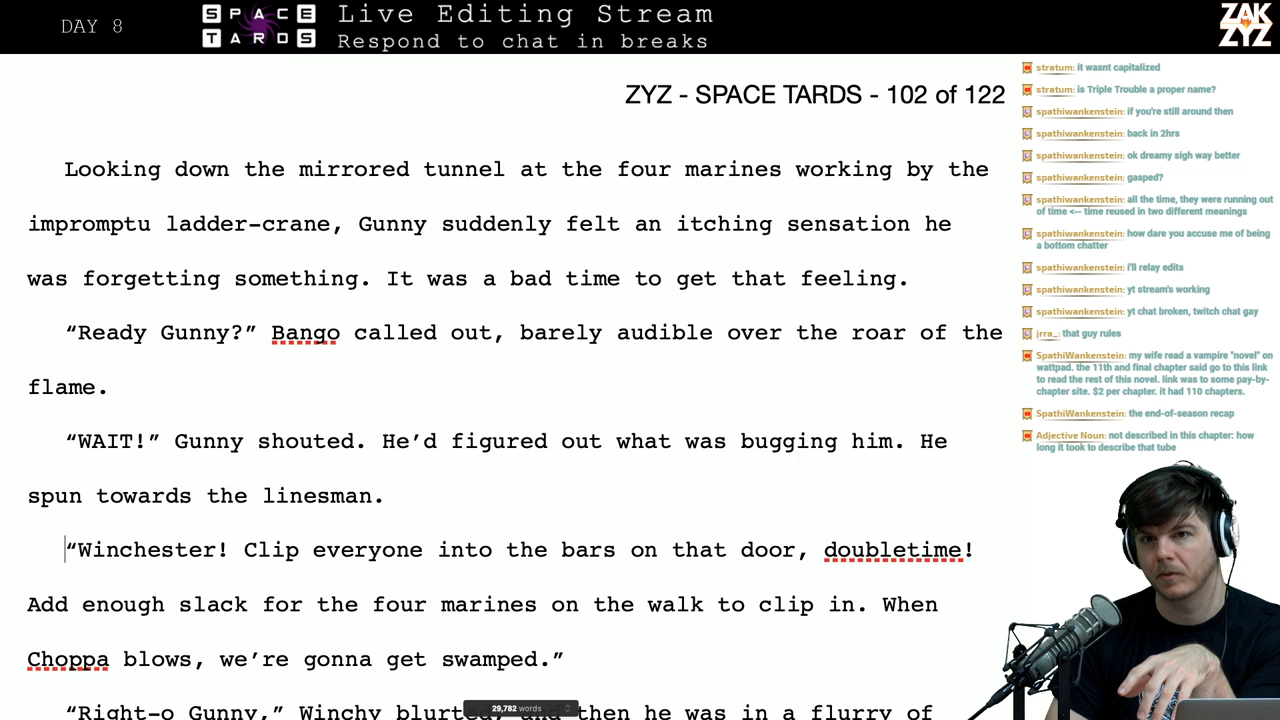 DAY 8
SPACE
TARDS
Live Editing Stream
Respond to chat in breaks
ZAK
ZYZ
ZYZ - SPACE TARDS - 102 of 122
Looking down the mirrored tunnel at the four marines working by the
impromptu ladder-crane, Gunny suddenly felt an itching sensation he
was forgetting something. It was a bad time to get that feeling.
“Ready Gunny?” Bango called out, barely audible over the roar of the
flame.
“WAIT!” Gunny shouted. He’d figured out what was bugging him. He
spun towards the linesman.
“Winchester! Clip everyone into the bars on that door, doubletime!
Add enough slack for the four marines on the walk to clip in. When
Choppa blows, we’re gonna get swamped.”
“Right-o Gunny,” Winchy blurted, and then he was in a flurry of
29,782 words
stratum: it wasnt capitalized
stratum: is Triple Trouble a proper name?
spathiwankenstein: if you're still around then
spathiwankenstein: back in 2hrs
spathiwankenstein: ok dreamy sigh way better
spathiwankenstein: gasped?
spathiwankenstein: all the time, they were running out
of time <-- time reused in two different meanings
spathiwankenstein: how dare you accuse me of being
a bottom chatter
spathiwankenstein: i'll relay edits
spathiwankenstein: yt stream's working
spathiwankenstein: yt chat broken, twitch chat gay
jrra_: that guy rules
SpathiWankenstein: my wife read a vampire "novel" on
wattpad. the 11th and final chapter said go to this link
to read the rest of this novel. link was to some pay-by-
chapter site. $2 per chapter. it had 110 chapters.
SpathiWankenstein: the end-of-season recap
Adjective Noun: not described in this chapter: how
long it took to describe that tube